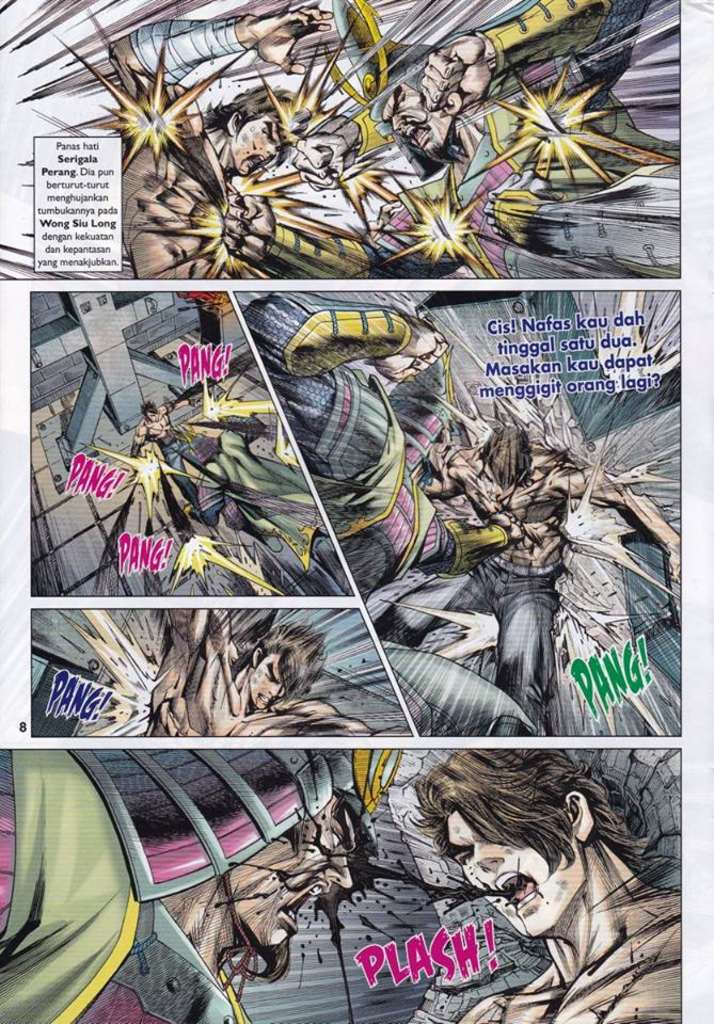 Panas hati
Serigala
Perang. Dia pun
berturut-turut
menghujankan
tumbukannya pada
Wong Siu Long
dengan kekuatan
dan kepantasan
yang menakjubkan.
PANG!
PANG!
PANG!
Cis! Nafas kau dah
tinggal satu dua.
Masakan kau dapat
menggigit orang lagi?
PANG!
PANG!
8
PLASH!